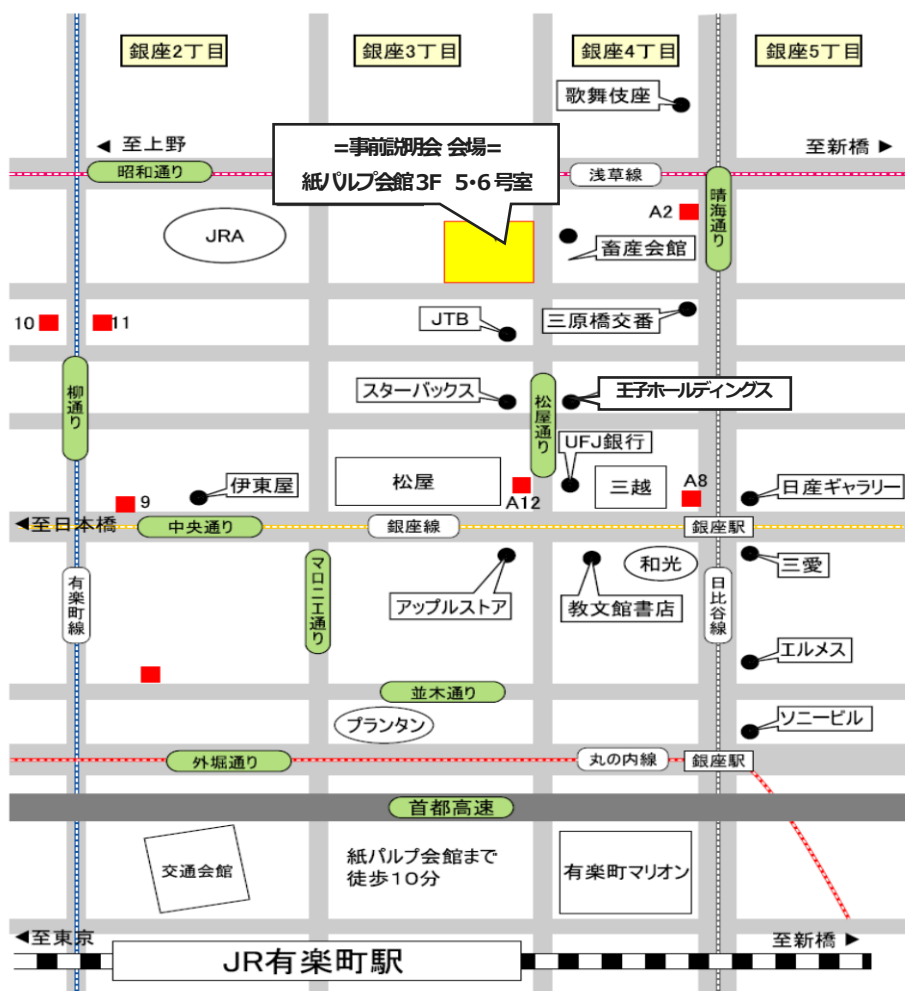 銀座2丁目
銀座3丁目
銀座4丁目
銀座5丁目
歌舞伎座
至上野
=事前説明会 会場=
紙パルプ会館3F 5・6号室
至新橋
昭和通り
浅草線
晴海通り
A2
JRA
畜産会館
10
11
JTB
三原橋交番
柳通り
スターバックス
松屋通り
王子ホールディングス
UFJ銀行
伊東屋
松屋
三越
A8
日産ギャラリー
9
A12
至日本橋
中央通り
銀座線
銀座駅
有楽町線
マロニエ通り
アップルストア
教文館書店
和光
日比谷線
三愛
エルメス
並木通り
プランタン
ソニービル
外堀通り
丸の内線
銀座駅
首都高速
交通会館
紙パルプ会館まで
徒歩10分
有楽町マリオン
至東京
至新橋
JR有楽町駅